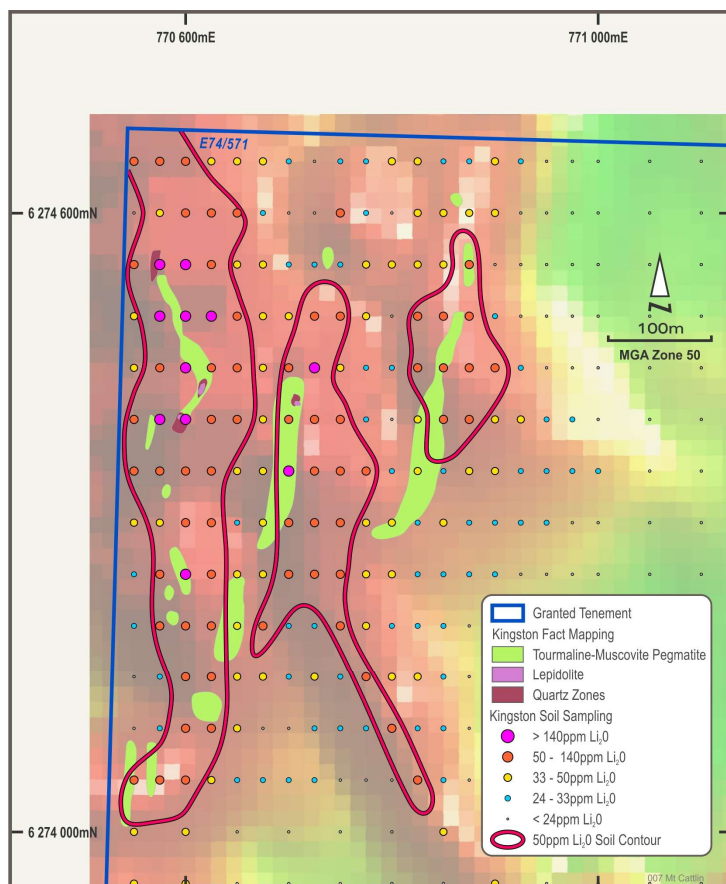 770 600mE
771 000mE
E74/571
6 274 600mN
100m
MGA Zone 50
Granted Tenement
Kingston Fact Mapping
Tourmaline-Muscovite Pegmatite
Lepidolite
Quartz Zones
Kingston Soil Sampling
> 140ppm Li₂0
50 - 140ppm Li₂0
33 - 50ppm Li₂0
24 - 33ppm Li₂0
< 24ppm Li₂0
50ppm Li₂0 Soil Contour
6 274 000mN
007 Mt Cattlin